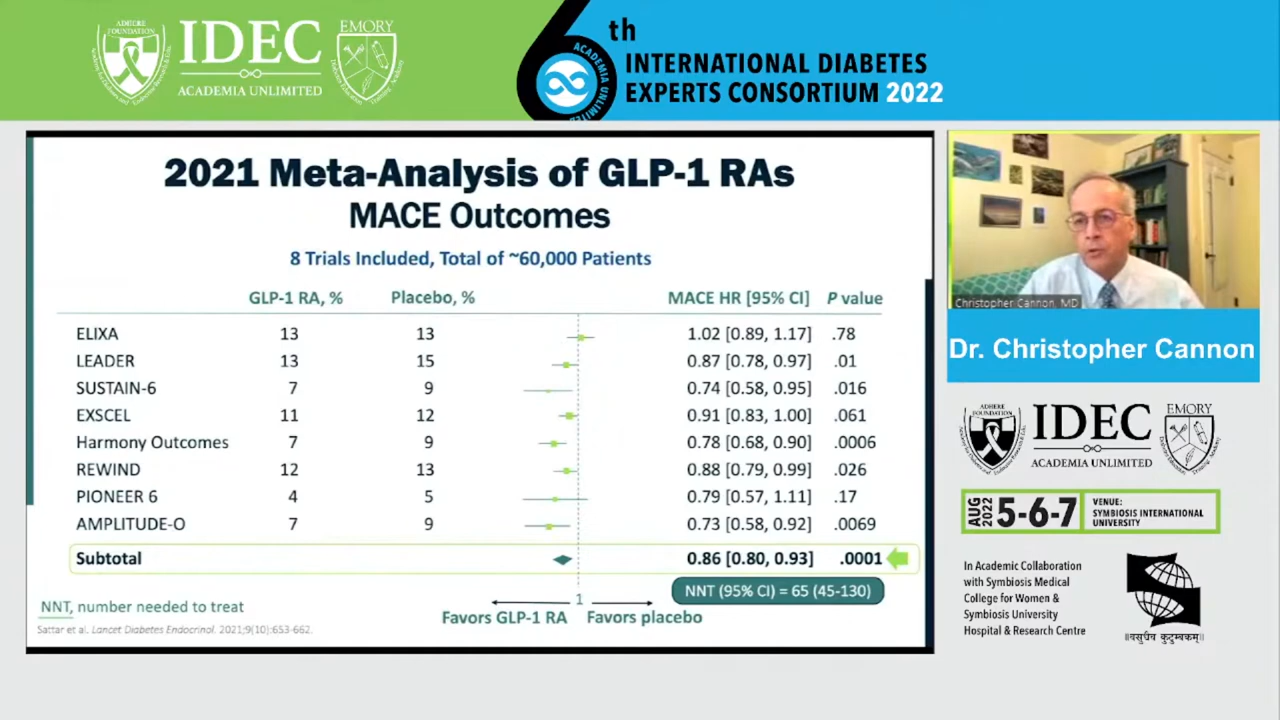 ADHERE
FOUNDATION
IDEC
ACADEMIA UNLIMITED
EMORY
6th
ACADEMIA UNLIMITED
INTERNATIONAL DIABETES
EXPERTS CONSORTIUM 2022
2021 Meta-Analysis of GLP-1 RAs
MACE Outcomes
8 Trials Included, Total of ~60,000 Patients
GLP-1 RA, % Placebo, % MACE HR [95% CI] P value
ELIXA 13 13 1.02 [0.89, 1.17] .78
LEADER 13 15 0.87 [0.78, 0.97] .01
SUSTAIN-6 7 9 0.74 [0.58, 0.95] .016
EXSCEL 11 12 0.91 [0.83, 1.00] .061
Harmony Outcomes 7 9 0.78 [0.68, 0.90] .0006
REWIND 12 13 0.88 [0.79, 0.99] .026
PIONEER 6 4 5 0.79 [0.57, 1.11] .17
AMPLITUDE-O 7 9 0.73 [0.58, 0.92] .0069
Subtotal 0.86 [0.80, 0.93] .0001
NNT (95% CI) = 65 (45-130)
1
Favors GLP-1 RA Favors placebo
NNT, number needed to treat
Sattar et al. Lancet Diabetes Endocrinol. 2021;9(10):653-662.
Christopher Cannon, MD
Dr. Christopher Cannon
ADHERE
FOUNDATION
IDEC
ACADEMIA UNLIMITED
EMORY
AUG
2022
5-6-7
VENUE:
SYMBIOSIS INTERNATIONAL
UNIVERSITY
In Academic Collaboration
with Symbiosis Medical
College for Women &
Symbiosis University
Hospital & Research Centre
॥वसुधैव कुटुम्बकम्॥